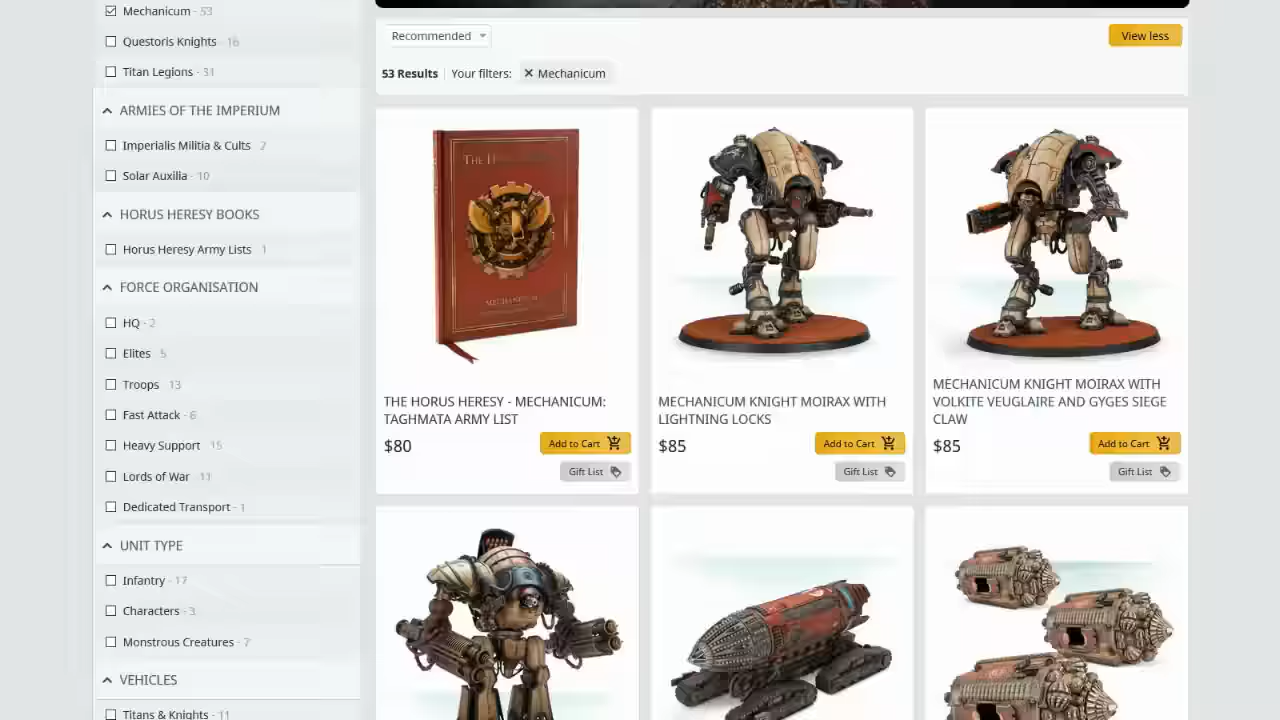 Mechanicum - 53
Questoris Knights - 16
Titan Legions - 31
ARMIES OF THE IMPERIUM
Imperialis Militia & Cults 2
Solar Auxilia - 10
HORUS HERESY BOOKS
Horus Heresy Army Lists 1
FORCE ORGANISATION
HQ - 2
Elites 5
Troops - 13
Fast Attack - 6
Heavy Support - 15
Lords of War - 11
Dedicated Transport - 1
UNIT TYPE
Infantry - 17
Characters - 3
Monstrous Creatures - 7
VEHICLES
Titans & Knights - 11
Recommended
View less
53 Results
Your filters:
✕ Mechanicum
THE HORUS HERESY - MECHANICUM:
TAGHMATA ARMY LIST
$80
Add to Cart
Gift List
MECHANICUM KNIGHT MOIRAX WITH
LIGHTNING LOCKS
$85
Add to Cart
Gift List
MECHANICUM KNIGHT MOIRAX WITH
VOLKITE VEUGLAIRE AND GYGES SIEGE
CLAW
$85
Add to Cart
Gift List